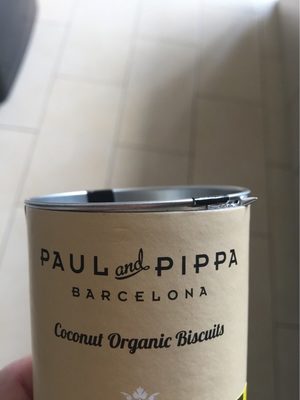 PAUL and PIPPA
BARCELONA
Coconut Organic Biscuits